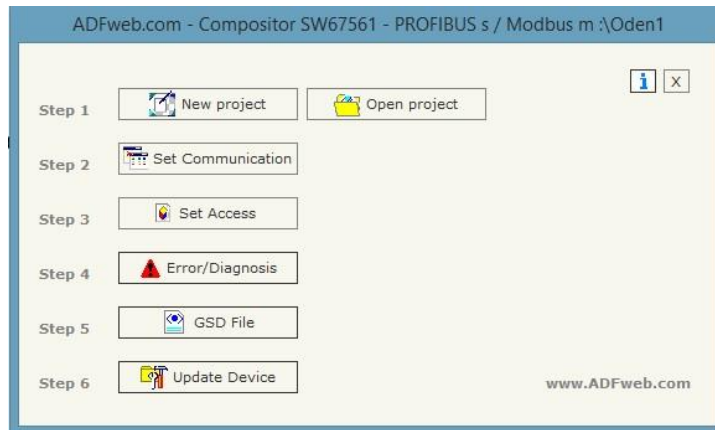 ADFweb.com - Compositor SW67561 - PROFIBUS s / Modbus m :\Oden1
i X
Step 1 New project Open project
Step 2 Set Communication
Step 3 Set Access
Step 4 Error/Diagnosis
Step 5 GSD File
Step 6 Update Device www.ADFweb.com